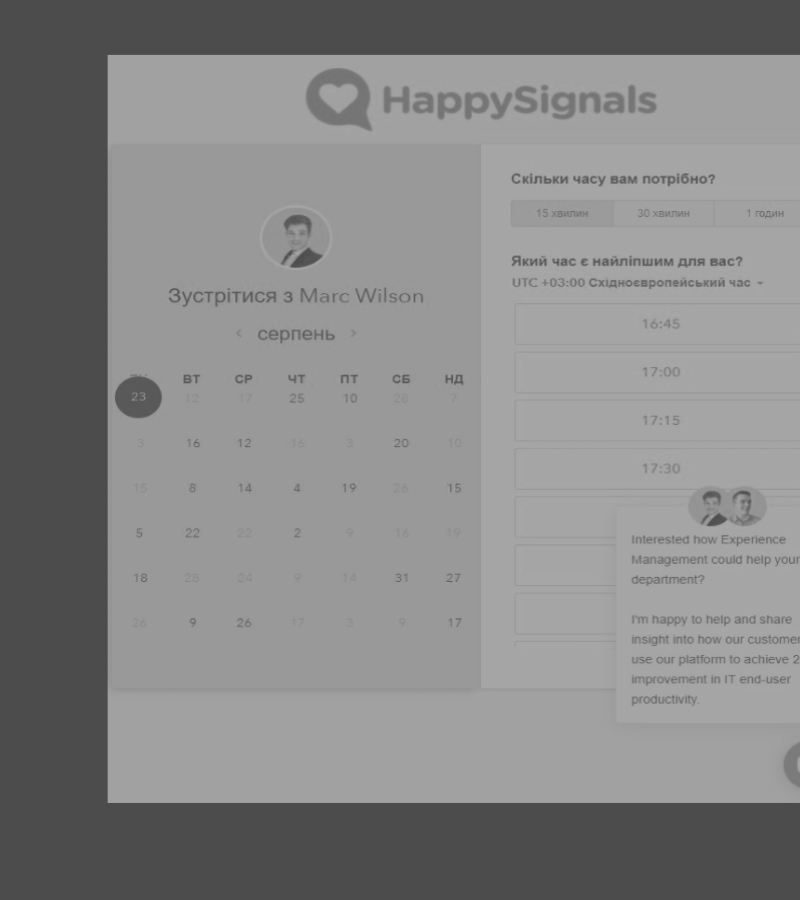 HappySignals
Зустрітися з Marc Wilson
серпень
ВТ СР ЧТ ПТ СБ НД
23 12 17 25 10 28 7
3 16 12 16 3 20 10
15 8 14 4 19 26 15
5 22 22 2 9 16 19
18 28 24 9 14 31 27
26 9 26 17 3 9 17
Скільки часу вам потрібно?
15 хвилин 30 хвилин 1 годин
Який час є найліпшим для вас?
UTC +03:00 Східноєвропейський час
16:45
17:00
17:15
17:30
Interested how Experience
Management could help your
department?
I'm happy to help and share
insight into how our customer
use our platform to achieve 2
improvement in IT end-user
productivity.